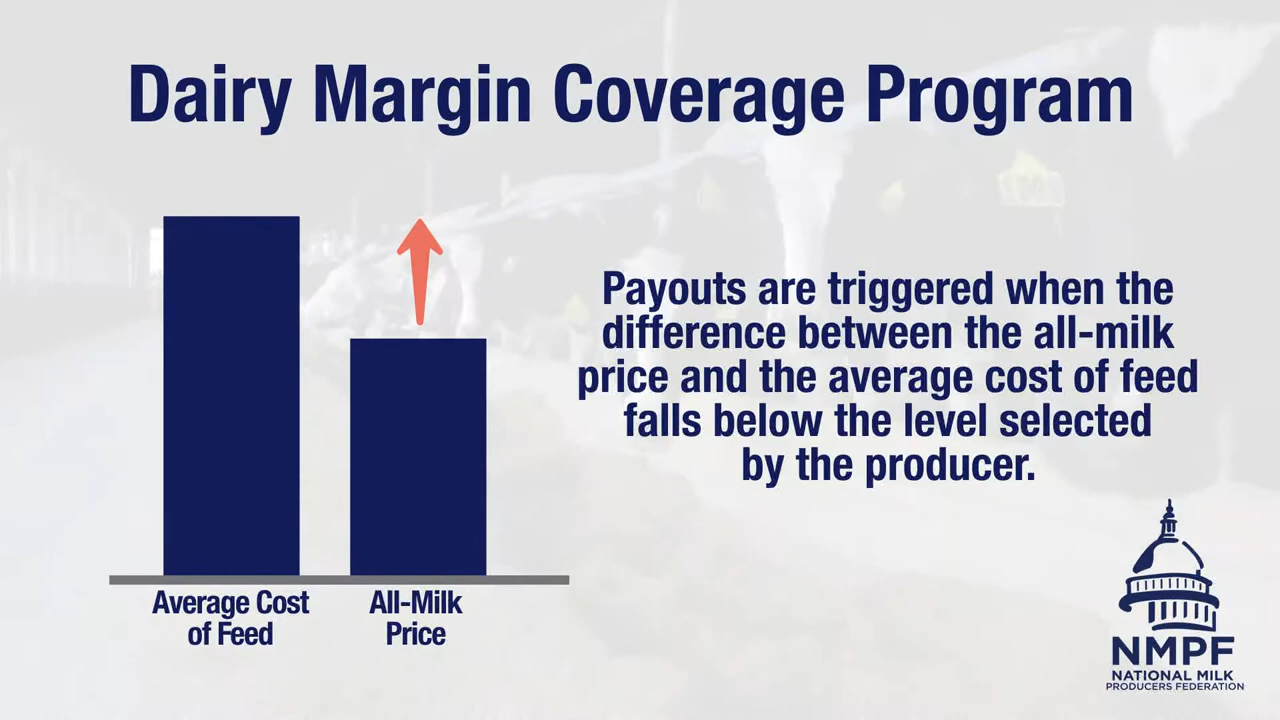 Dairy Margin Coverage Program
Payouts are triggered when the
difference between the all-milk
price and the average cost of feed
falls below the level selected
by the producer.
Average Cost
of Feed
All-Milk
Price
NMPF
NATIONAL MILK
PRODUCERS FEDERATION